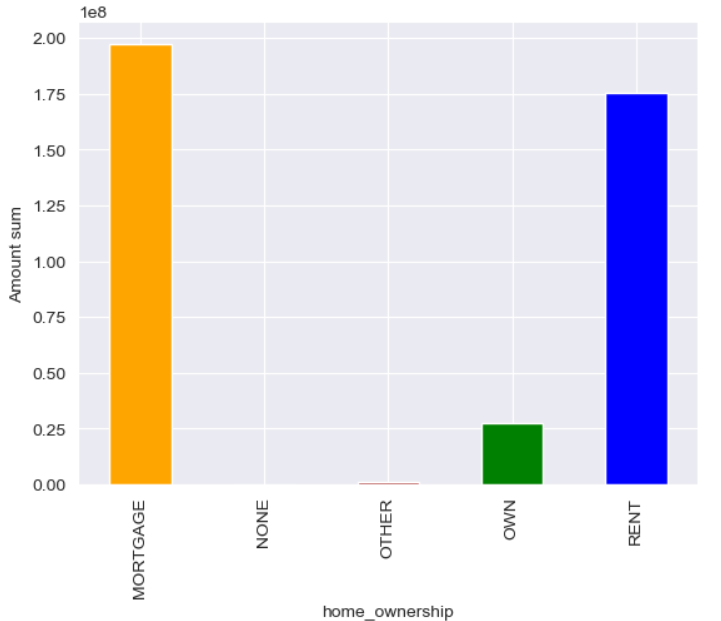 1e8
2.00
1.75
1.50
1.25
1.00
0.75
0.50
0.25
0.00
Amount sum
MORTGAGE
NONE
OTHER
OWN
RENT
home_ownership